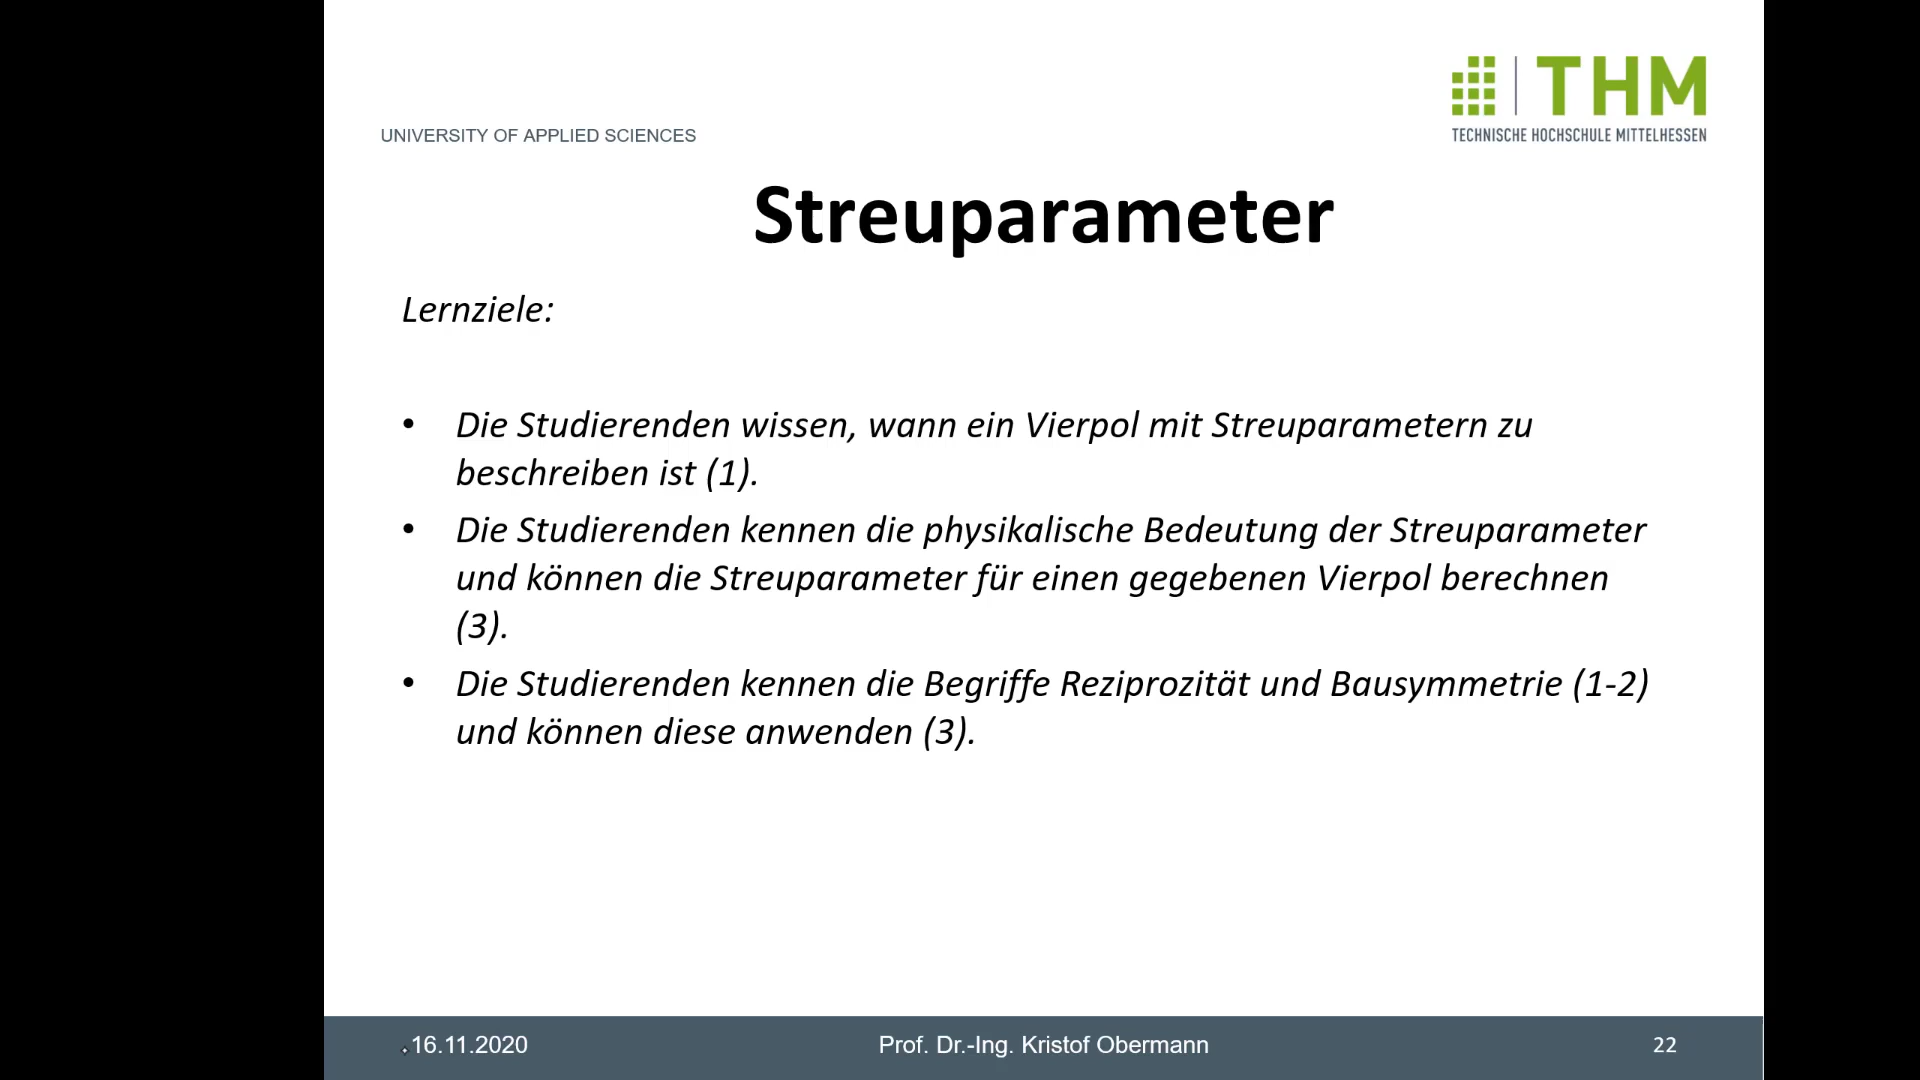 UNIVERSITY OF APPLIED SCIENCES
THM
TECHNISCHE HOCHSCHULE MITTELHESSEN
Streuparameter
Lernziele:
• Die Studierenden wissen, wann ein Vierpol mit Streuparametern zu
beschreiben ist (1).
• Die Studierenden kennen die physikalische Bedeutung der Streuparameter
und können die Streuparameter für einen gegebenen Vierpol berechnen
(3).
• Die Studierenden kennen die Begriffe Reziprozität und Bausymmetrie (1-2)
und können diese anwenden (3).
16.11.2020
Prof. Dr.-Ing. Kristof Obermann
22